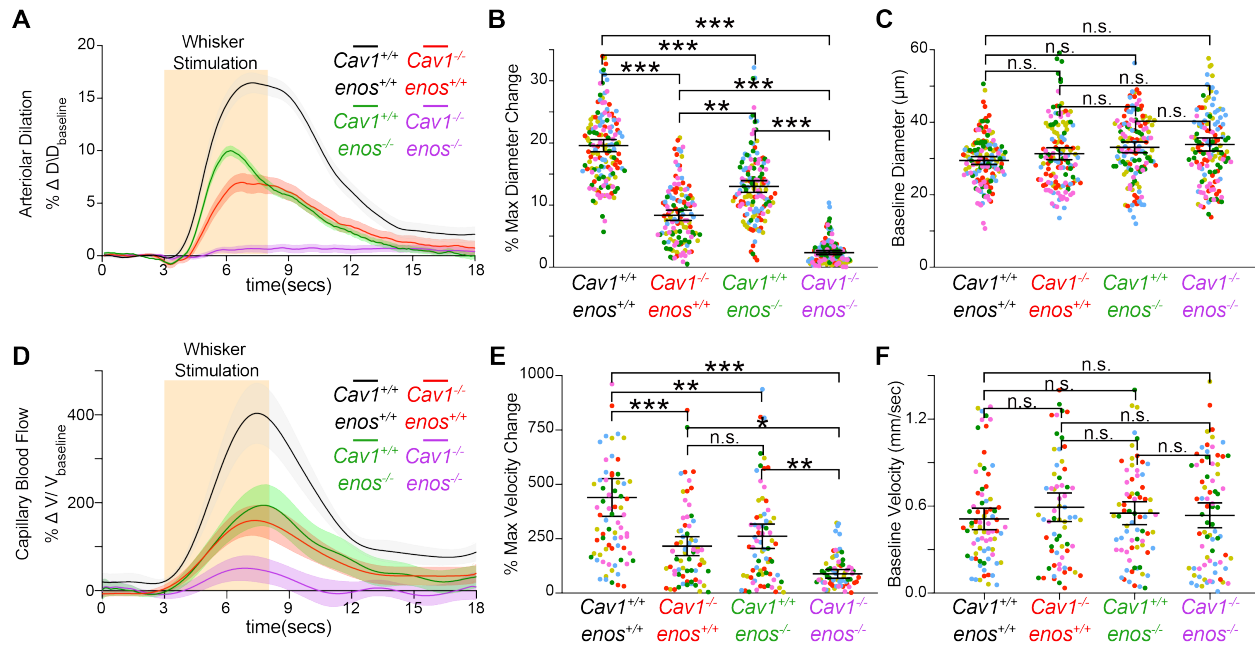 A
Whisker
Stimulation
Arteriolar Dilation
% Δ D\D baseline
20
15
10
5
0
0
3
6
9
12
15
18
time(secs)
Cav1+/+
enos+/+
Cav1-/-
enos+/+
Cav1+/+
enos-/-
Cav1-/-
enos-/-
B
% Max Diameter Change
30
20
10
0
***
***
***
***
**
***
Cav1+/+
enos+/+
Cav1-/-
enos+/+
Cav1+/+
enos-/-
Cav1-/-
enos-/-
C
Baseline Diameter (µm)
60
40
20
0
n.s.
n.s.
n.s.
n.s.
n.s.
n.s.
Cav1+/+
enos+/+
Cav1-/-
enos+/+
Cav1+/+
enos-/-
Cav1-/-
enos-/-
D
Whisker
Stimulation
Capillary Blood Flow
% Δ V/ V baseline
400
200
0
0
3
6
9
12
15
18
time(secs)
Cav1+/+
enos+/+
Cav1-/-
enos+/+
Cav1+/+
enos-/-
Cav1-/-
enos-/-
E
% Max Velocity Change
1000
750
500
250
0
***
**
***
*
n.s.
**
Cav1+/+
enos+/+
Cav1-/-
enos+/+
Cav1+/+
enos-/-
Cav1-/-
enos-/-
F
Baseline Velocity (mm/sec)
1.2
0.6
0.0
n.s.
n.s.
n.s.
n.s.
n.s.
n.s.
Cav1+/+
enos+/+
Cav1-/-
enos+/+
Cav1+/+
enos-/-
Cav1-/-
enos-/-